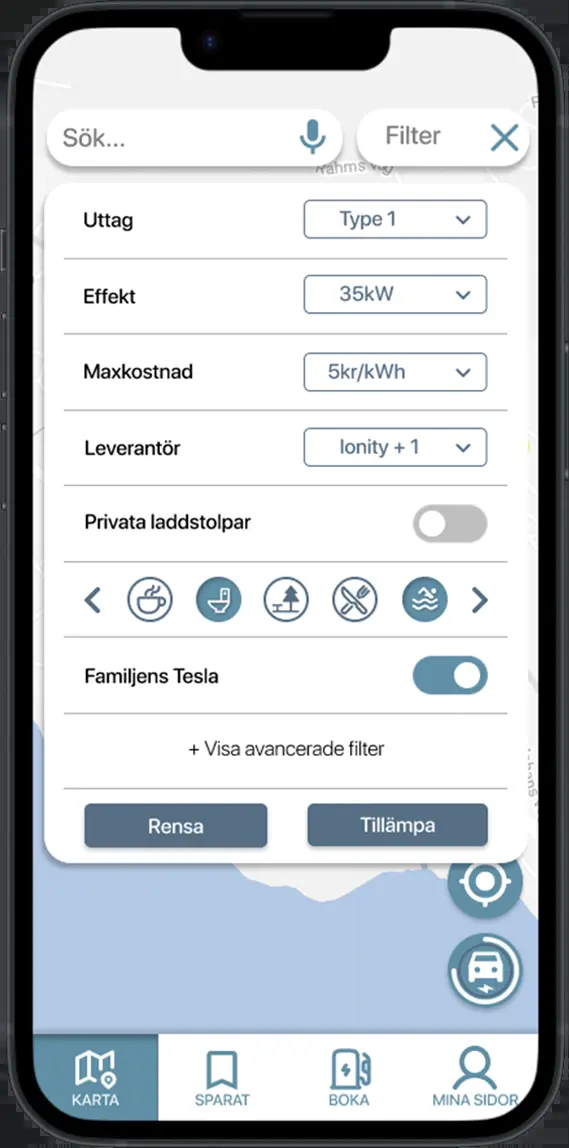 Sök...
Filter
Rahms väg
Uttag
Type 1
Effekt
35kW
Maxkostnad
5kr/kWh
Leverantör
Ionity + 1
Privata laddstolpar
Familjens Tesla
+ Visa avancerade filter
Rensa
Tillämpa
KARTA
SPARAT
BOKA
MINA SIDOR